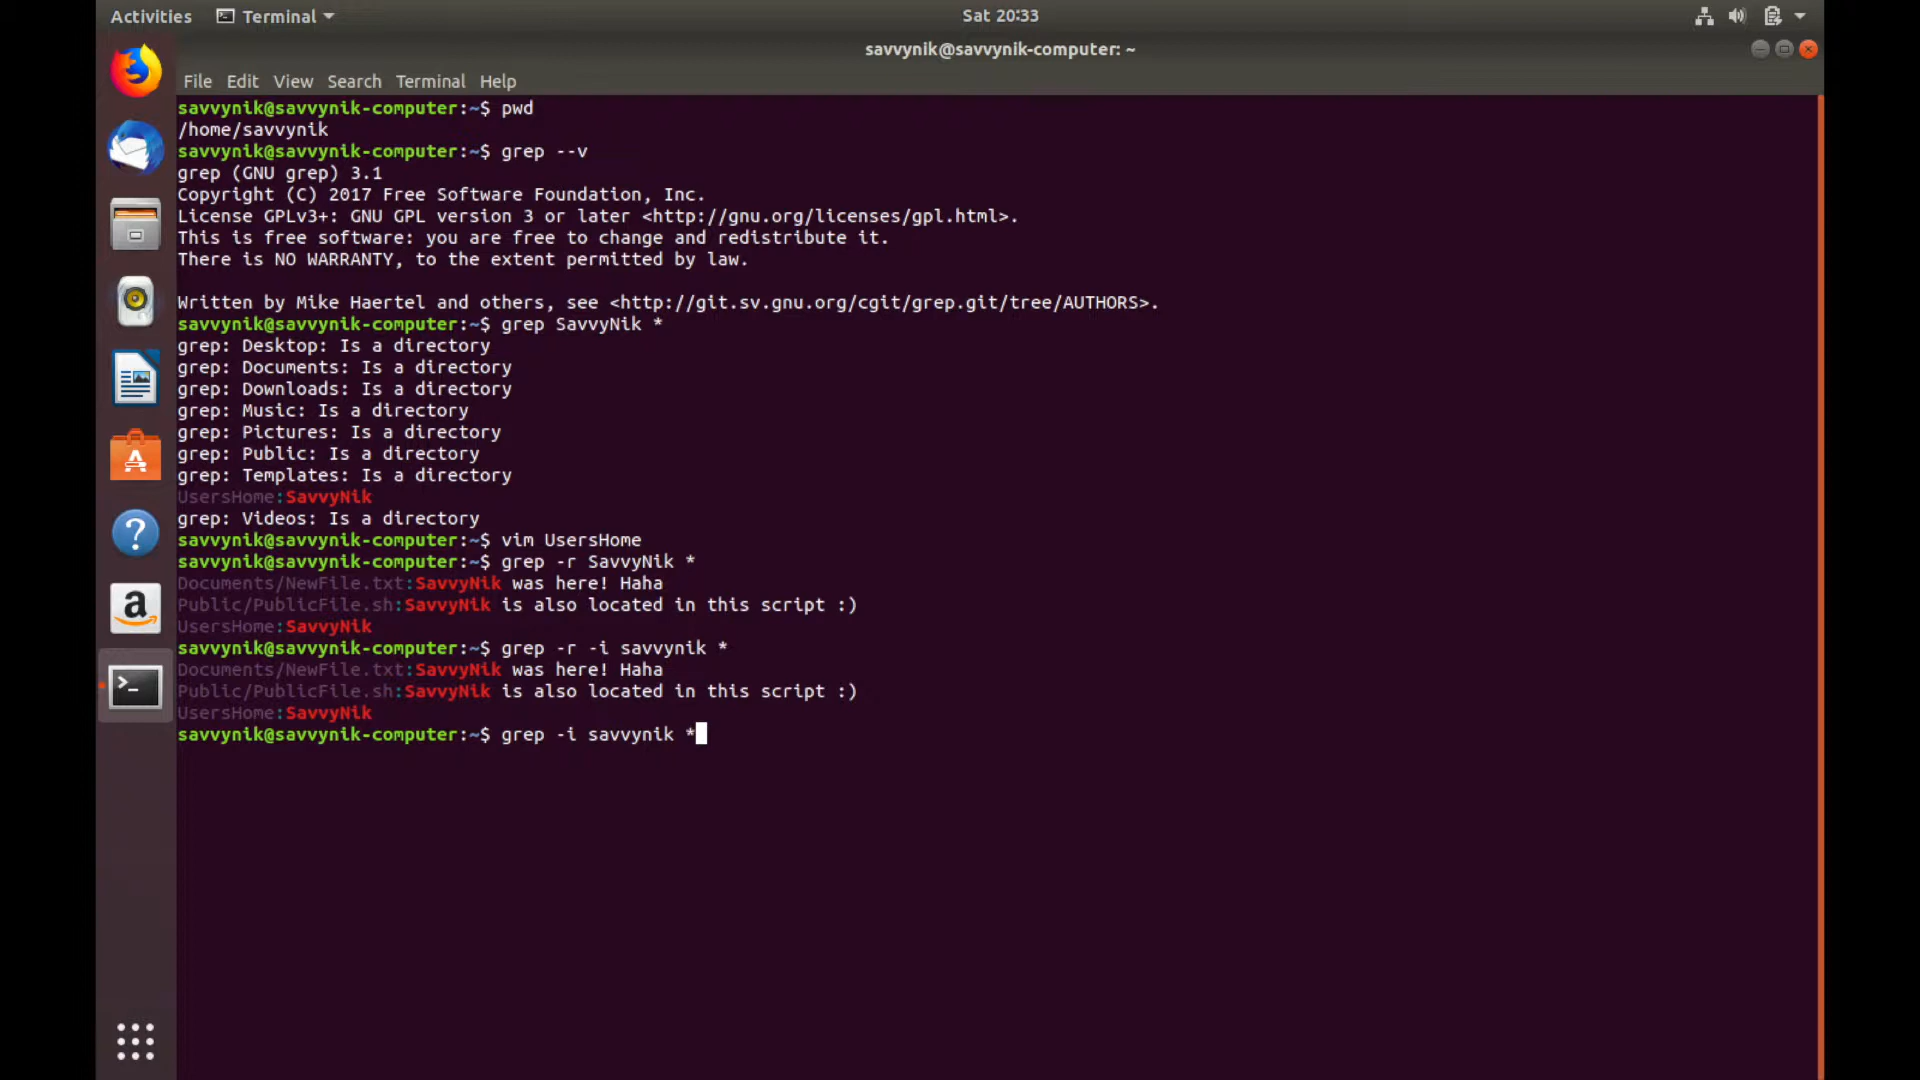 Activities Terminal Sat 20:33
savvynik@savvynik-computer: ~
File Edit View Search Terminal Help
savvynik@savvynik-computer:~$ pwd
/home/savvynik
savvynik@savvynik-computer:~$ grep --v
grep (GNU grep) 3.1
Copyright (C) 2017 Free Software Foundation, Inc.
License GPLv3+: GNU GPL version 3 or later <http://gnu.org/licenses/gpl.html>.
This is free software: you are free to change and redistribute it.
There is NO WARRANTY, to the extent permitted by law.
Written by Mike Haertel and others, see <http://git.sv.gnu.org/cgit/grep.git/tree/AUTHORS>.
savvynik@savvynik-computer:~$ grep SavvyNik *
grep: Desktop: Is a directory
grep: Documents: Is a directory
grep: Downloads: Is a directory
grep: Music: Is a directory
grep: Pictures: Is a directory
grep: Public: Is a directory
grep: Templates: Is a directory
UsersHome:SavvyNik
grep: Videos: Is a directory
savvynik@savvynik-computer:~$ vim UsersHome
savvynik@savvynik-computer:~$ grep -r SavvyNik *
Documents/NewFile.txt:SavvyNik was here! Haha
Public/PublicFile.sh:SavvyNik is also located in this script :)
UsersHome:SavvyNik
savvynik@savvynik-computer:~$ grep -r -i savvynik *
Documents/NewFile.txt:SavvyNik was here! Haha
Public/PublicFile.sh:SavvyNik is also located in this script :)
UsersHome:SavvyNik
savvynik@savvynik-computer:~$ grep -i savvynik *